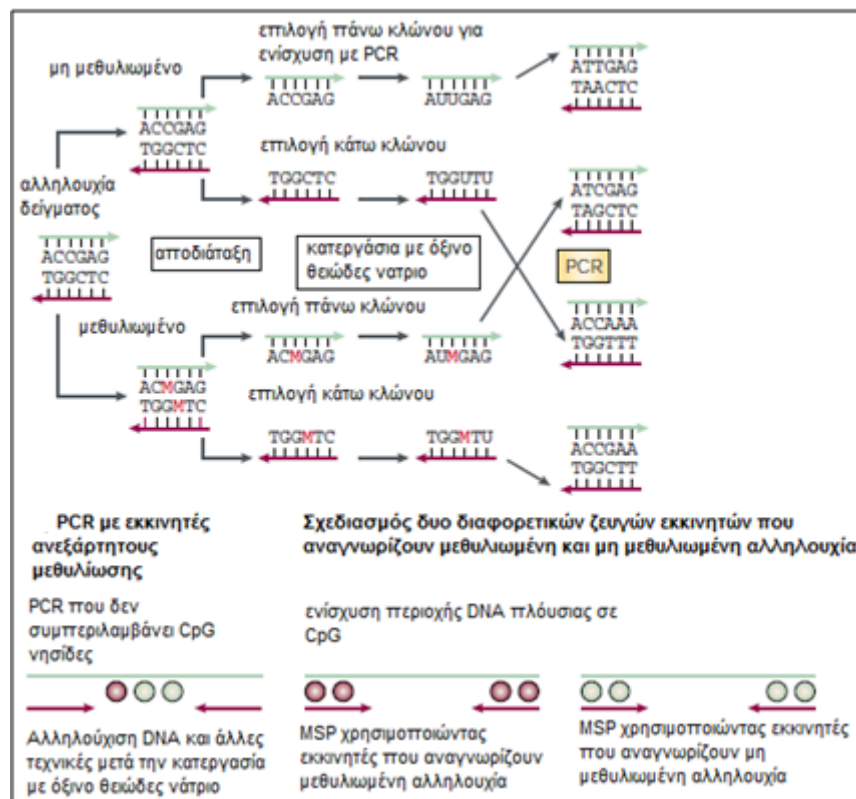 επιλογή πάνω κλώνου για
ενίσχυση με PCR
μη μεθυλιωμένο
ACCGAG
AUUGAG
ATTGAG
TAACTC
ACCGAG
TGGCTC
επιλογή κάτω κλώνου
TGGCTC
TGGUTU
αλληλουχία
δείγματος
ATCGAG
TAGCTC
ACCGAG
TGGCTC
αποδιάταξη
κατεργάσια με όξινο
θειώδες νατριο
PCR
επιλογή πάνω κλώνου
μεθυλιωμένο
ACMGAG
AUMGAG
ACCAAA
TGGTTT
ACMGAG
TGGMTC
επιλογή κάτω κλώνου
TGGMTC
TGGMTU
ACCGAA
TGGCTT
PCR με εκκινητές
ανεξάρτητους
μεθυλίωσης
Σχεδιασμός δυο διαφορετικών ζευγών εκκινητών που
αναγνωρίζουν μεθυλιωμένη και μη μεθυλιωμένη αλληλουχία
PCR που δεν
συμπεριλαμβάνει CpG
νησίδες
ενίσχυση περιοχής DNA πλόυσιας σε
CpG
Αλληλούχιση DNA και άλλες
τεχνικές μετά την κατεργασία
με όξινο θειώδες νάτριο
MSP χρησιμοποιώντας
εκκινητές που αναγνωρίζουν
μεθυλιωμένη αλληλουχία
MSP χρησιμοποιώντας εκκινητές
που αναγνωρίζουν μη
μεθυλιωμένη αλληλουχία